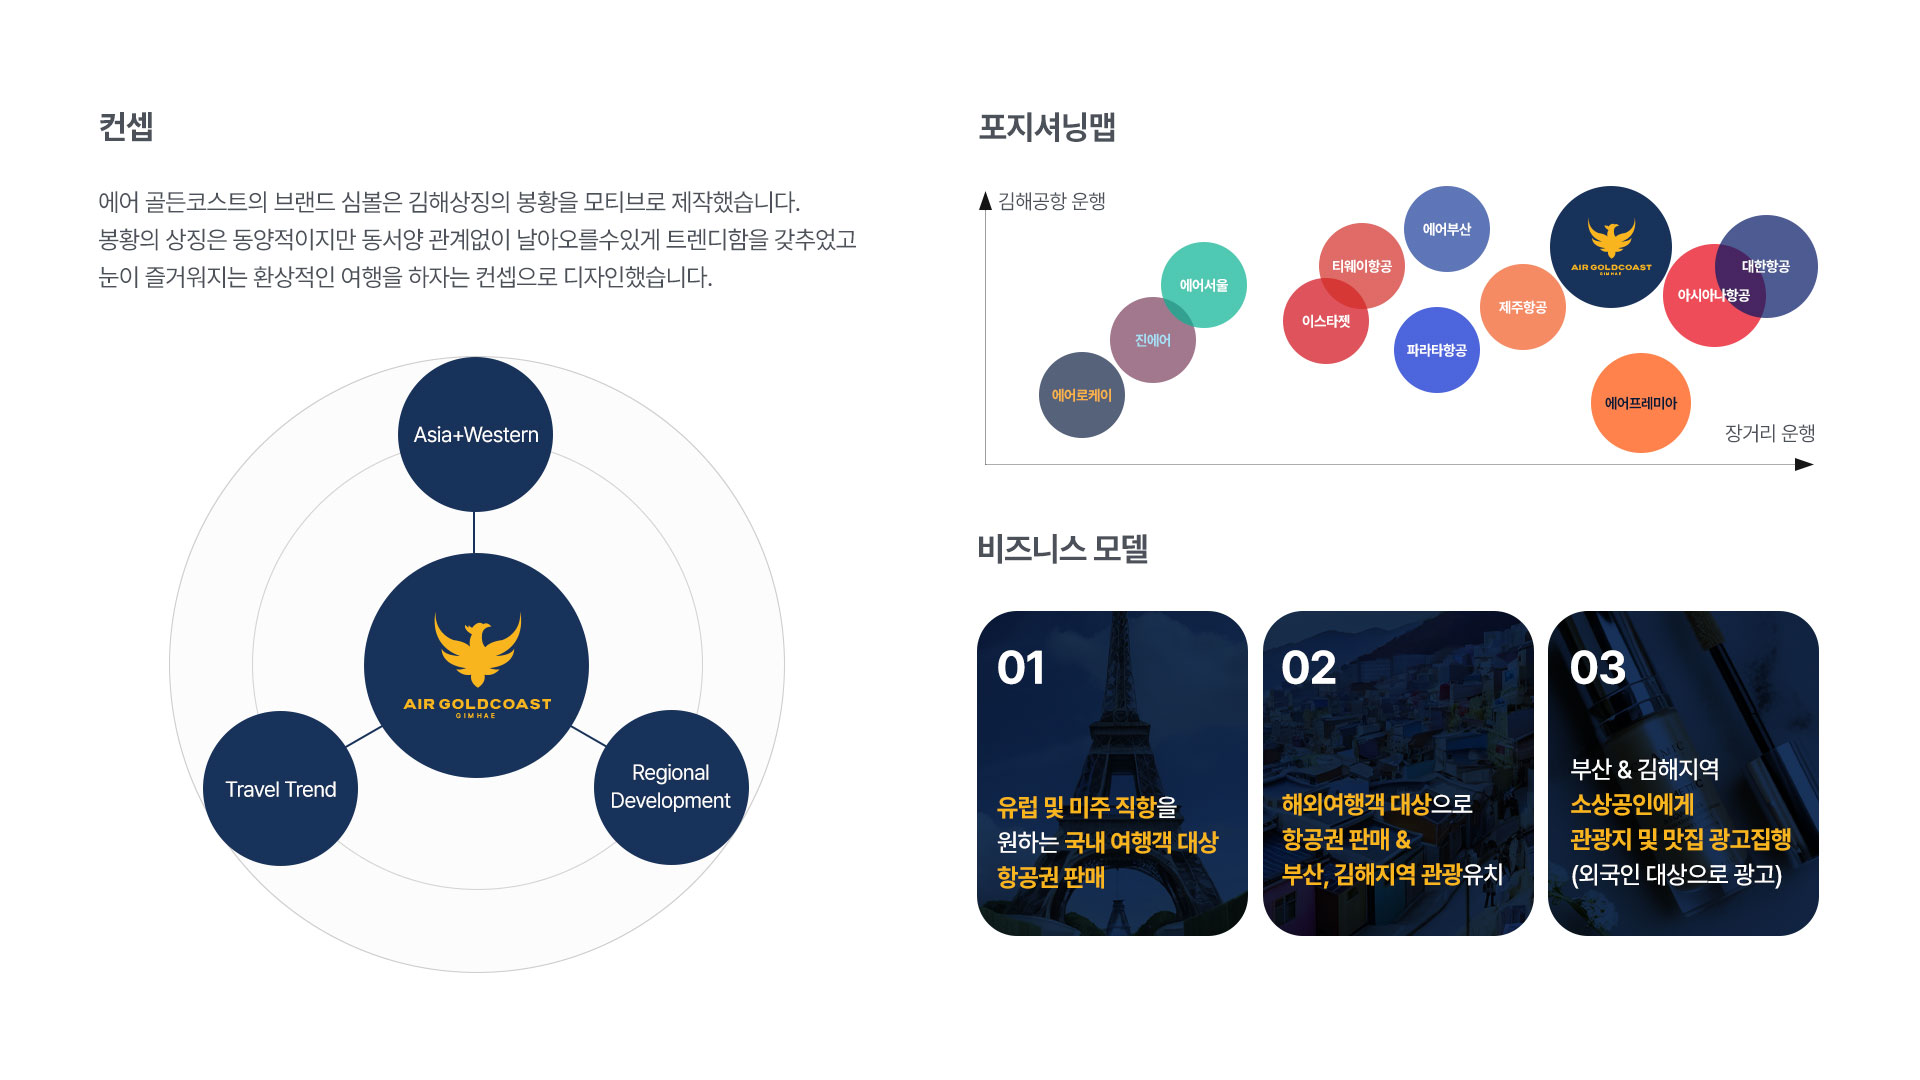 컨셉
에어 골든코스트의 브랜드 심볼은 김해상징의 봉황을 모티브로 제작했습니다.
봉황의 상징은 동양적이지만 동서양 관계없이 날아오를수있게 트렌디함을 갖추었고
눈이 즐거워지는 환상적인 여행을 하자는 컨셉으로 디자인했습니다.
Asia+Western
AIR GOLDCOAST
GIMHAE
Travel Trend
Regional
Development
포지셔닝맵
김해공항 운행
에어로케이
진에어
에어서울
이스타젯
티웨이항공
에어부산
파라타항공
제주항공
AIR GOLDCOAST
GIMHAE
아시아나항공
대한항공
에어프레미아
장거리 운행
비즈니스 모델
01
유럽 및 미주 직항을
원하는 국내 여행객 대상
항공권 판매
02
해외여행객 대상으로
항공권 판매 &
부산, 김해지역 관광유치
03
부산 & 김해지역
소상공인에게
관광지 및 맛집 광고집행
(외국인 대상으로 광고)